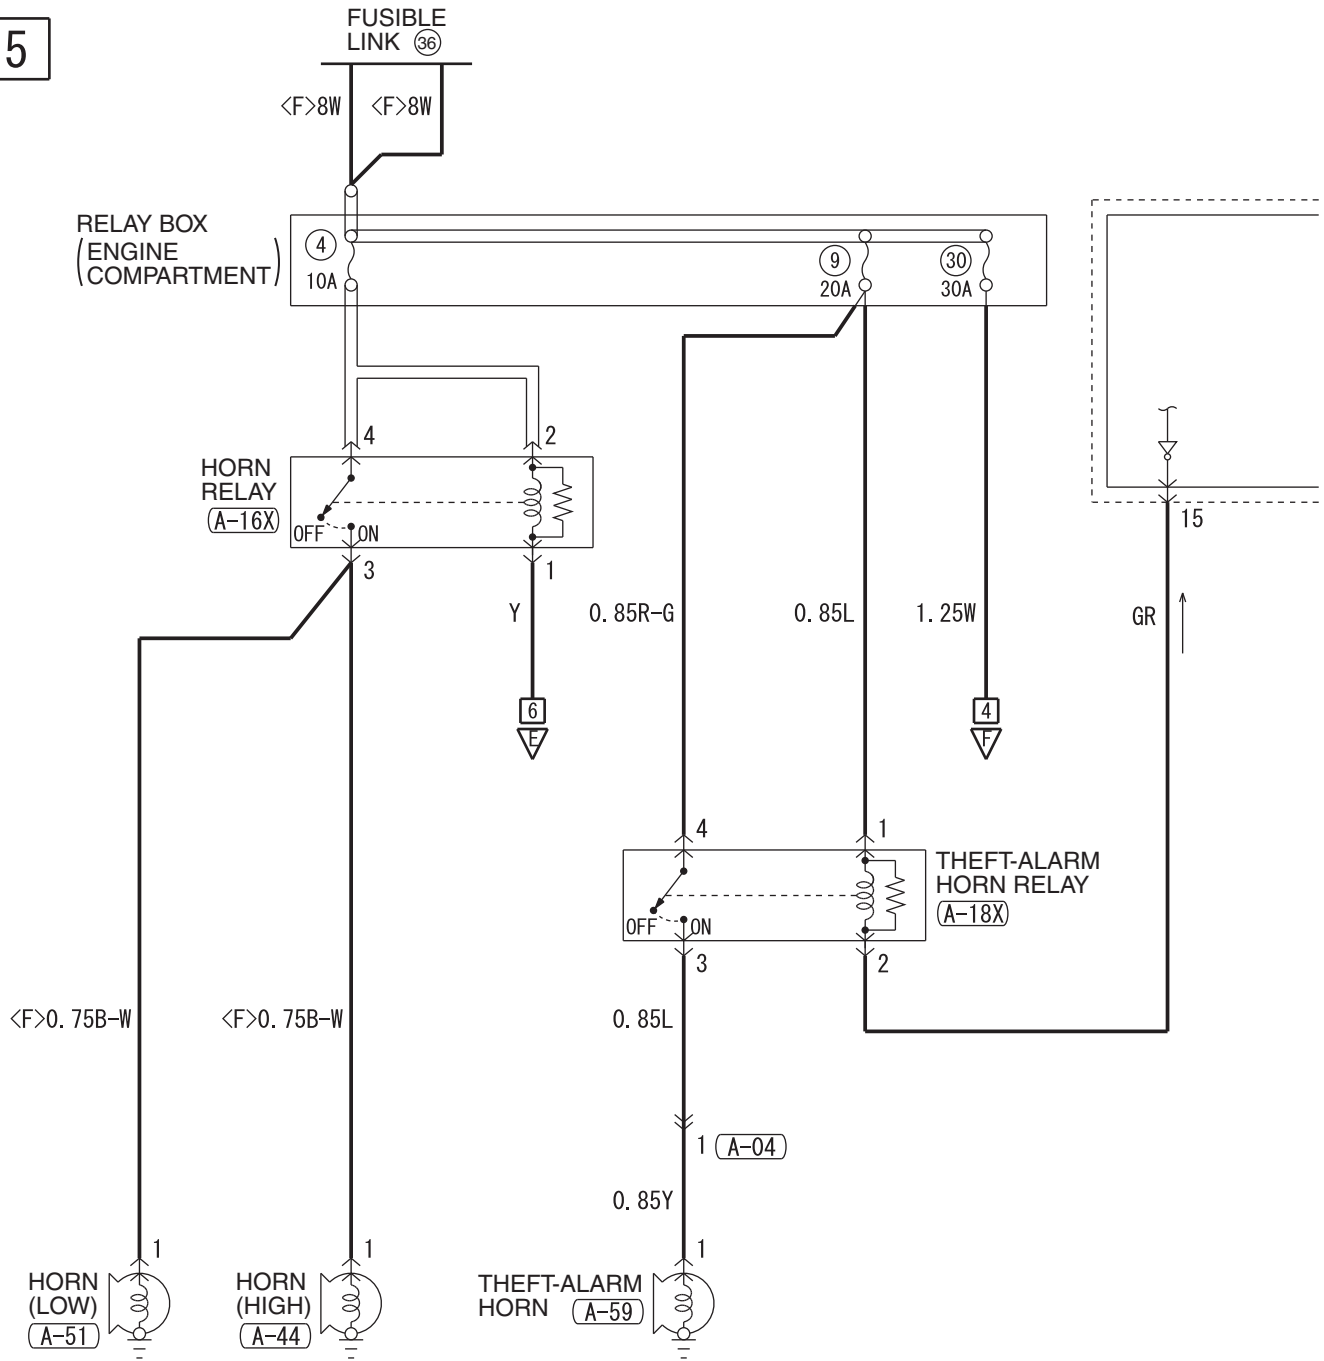 5
FUSIBLE
LINK 36
<F>8W <F>8W
RELAY BOX
(ENGINE
COMPARTMENT)
4
10A
9
20A
30
30A
4 2
HORN
RELAY
A-16X
OFF ON
3 1
15
Y 0.85R-G 0.85L 1.25W GR
6
E
4
F
4 1
THEFT-ALARM
HORN RELAY
A-18X
OFF ON
3 2
<F>0.75B-W <F>0.75B-W 0.85L
1 A-04
0.85Y
1 1 1
HORN
(LOW)
A-51
HORN
(HIGH)
A-44
THEFT-ALARM
HORN A-59